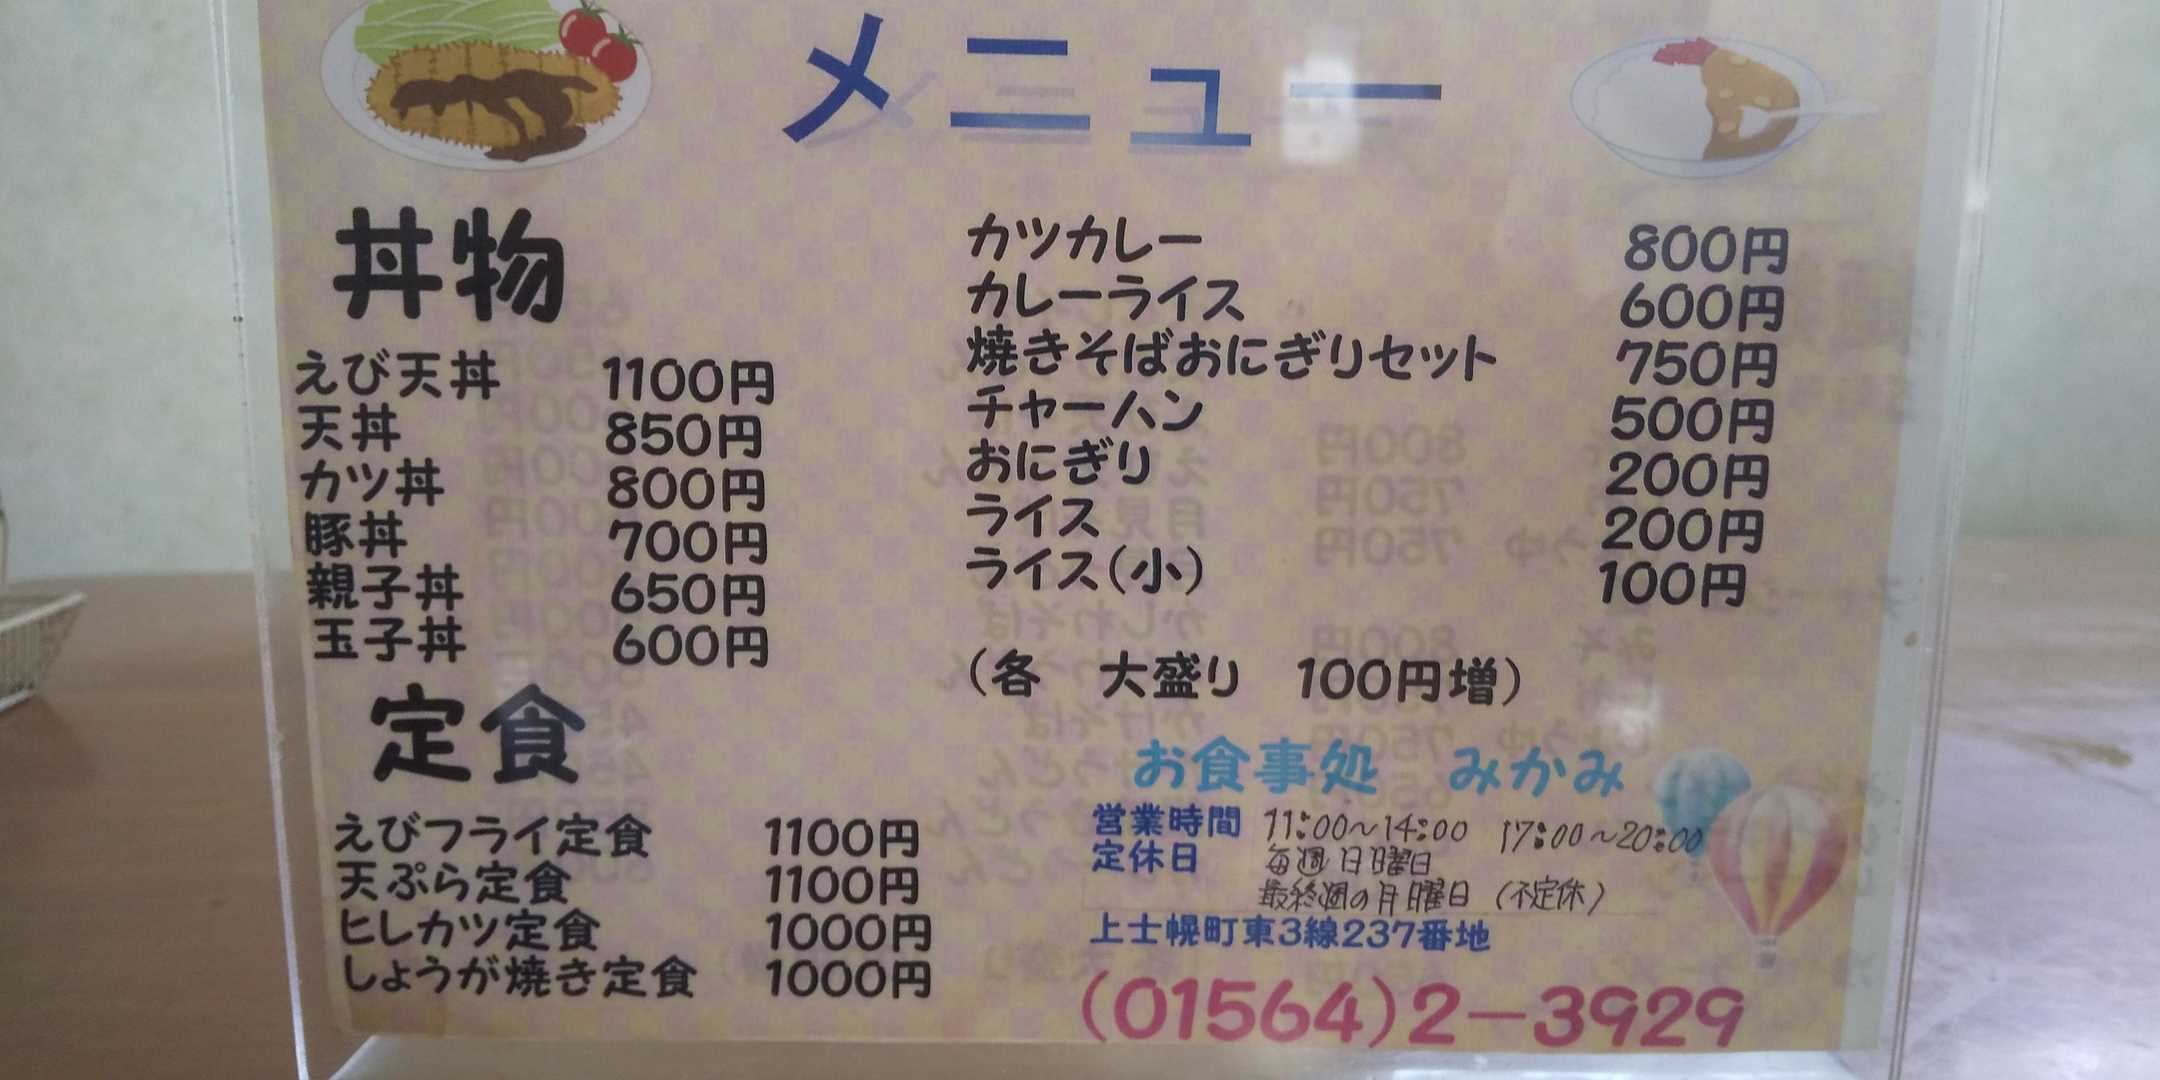 メニュー
丼物
えび天丼 1100円
天丼 850円
カツ丼 800円
豚丼 700円
親子丼 650円
玉子丼 600円
定食
えびフライ定食 1100円
天ぷら定食 1100円
ヒレカツ定食 1000円
しょうが焼き定食 1000円
カツカレー 800円
カレーライス 600円
焼きそばおにぎりセット 750円
チャーハン 500円
おにぎり 200円
ライス 200円
ライス(小) 100円
(各 大盛り 100円増)
お食事処 みかみ
営業時間 11:00~14:00 17:00~20:00
定休日 毎週日曜日
最終週の月曜日 (不定休)
上士幌町東3線237番地
(01564)2-3929